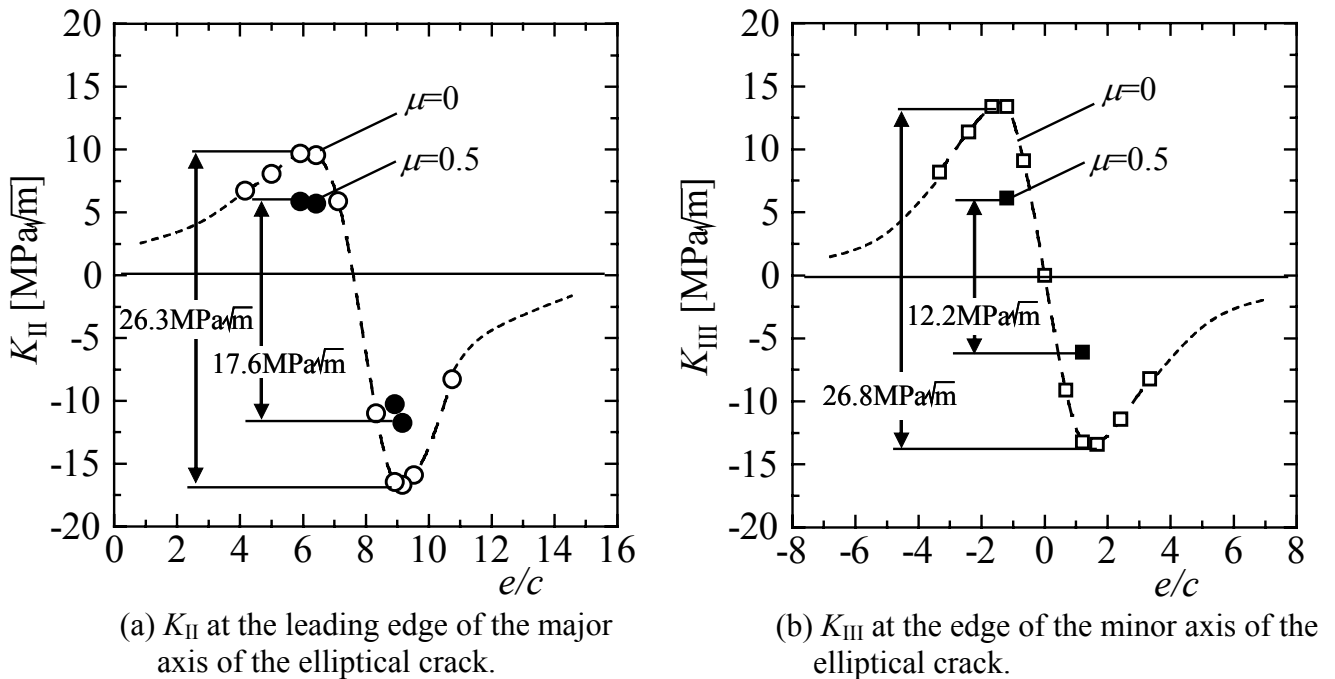 20
15
10
5
0
-5
-10
-15
-20
K_II [MPa√m]
μ=0
μ=0.5
26.3MPa√m
17.6MPa√m
0 2 4 6 8 10 12 14 16
e/c
(a) K_II at the leading edge of the major
axis of the elliptical crack.
20
15
10
5
0
-5
-10
-15
-20
K_III [MPa√m]
μ=0
μ=0.5
12.2MPa√m
26.8MPa√m
-8 -6 -4 -2 0 2 4 6 8
e/c
(b) K_III at the edge of the minor axis of the
elliptical crack.